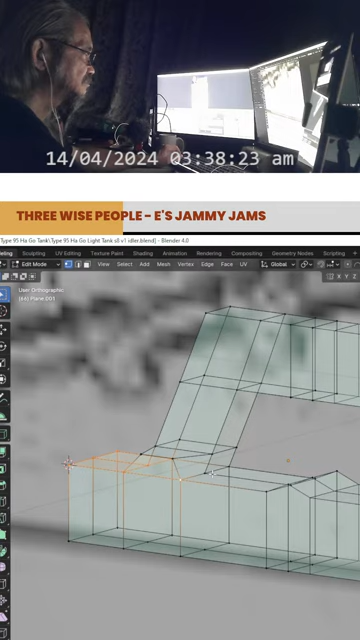 14/04/2024 03:38:23 am
THREE WISE PEOPLE - E'S JAMMY JAMS
Type 95 Ha Go Tank\Type 95 Ha Go Light Tank s8 v1 idler.blend] - Blender 4.0
eling Sculpting UV Editing Texture Paint Shading Animation Rendering Compositing Geometry Nodes Scripting +
Edit Mode View Select Add Mesh Vertex Edge Face UV Global
X Y Z
User Orthographic
Plane.001